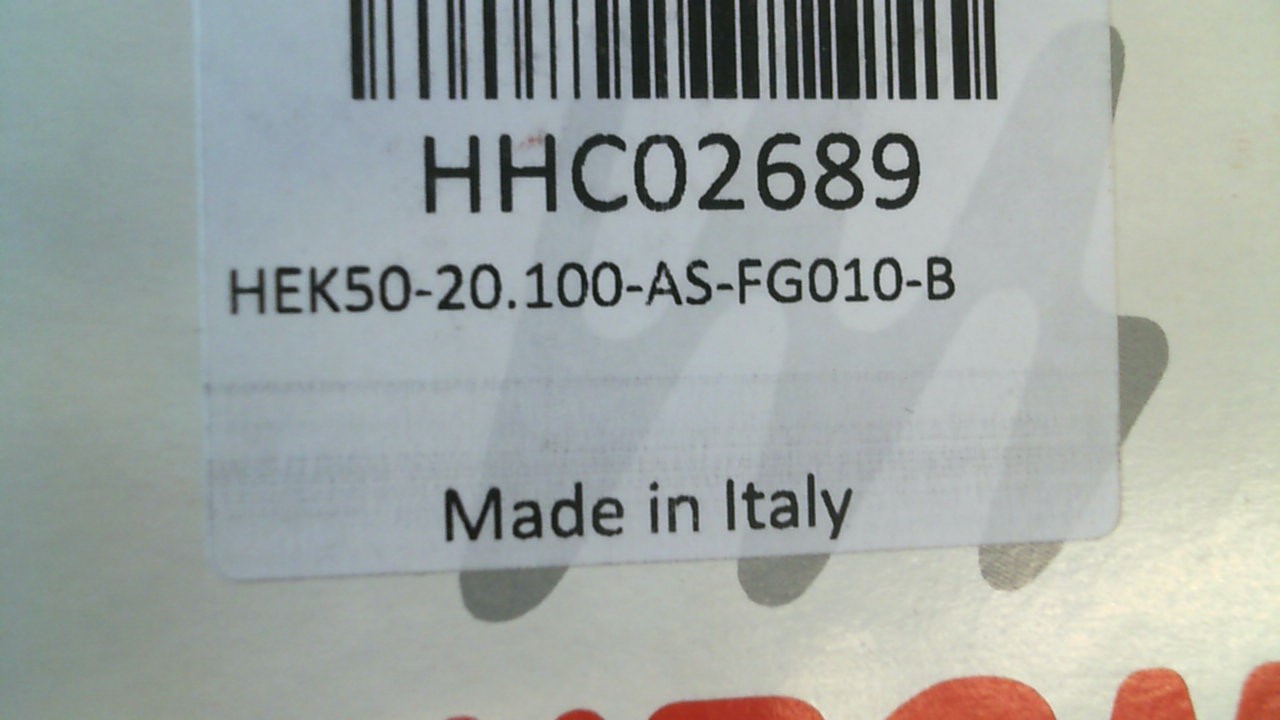 HHC02689
HEK50-20.100-AS-FG010-B
Made in Italy